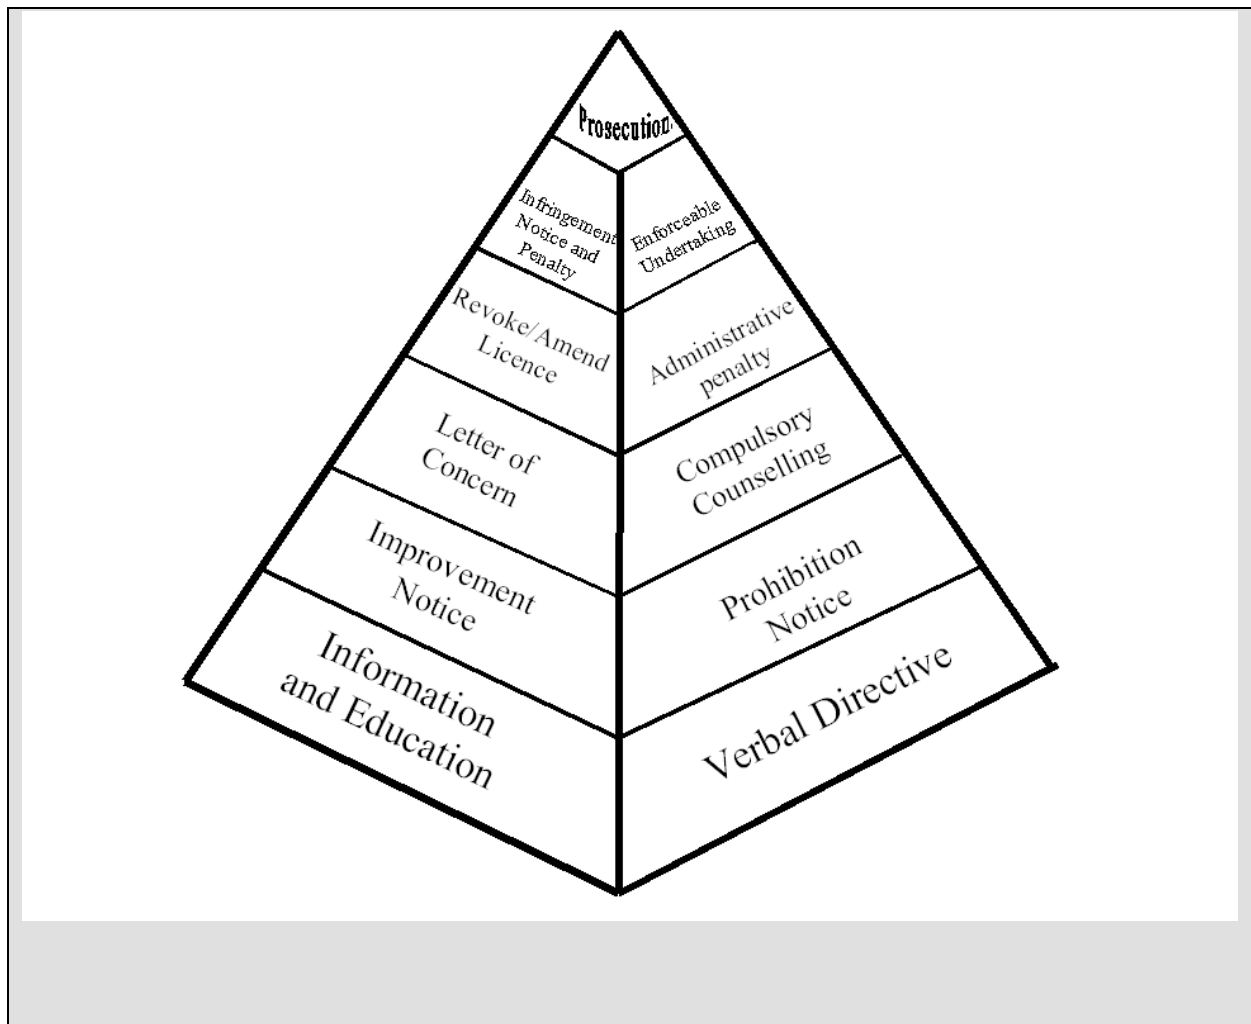 Prosecution
Infringement
Notice and
Penalty
Enforceable
Undertaking
Revoke/Amend
Licence
Administrative
penalty
Letter of
Concern
Compulsory
Counselling
Improvement
Notice
Prohibition
Notice
Information
and Education
Verbal Directive